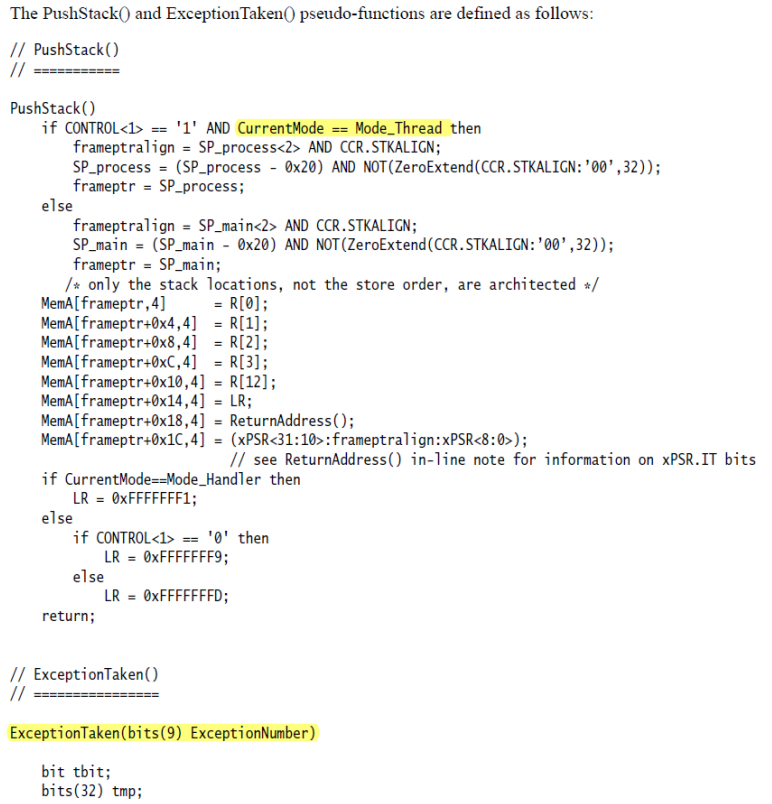 The PushStack() and ExceptionTaken() pseudo-functions are defined as follows:
// PushStack()
// ===========
PushStack()
    if CONTROL<1> == '1' AND CurrentMode == Mode_Thread then
        frameptralign = SP_process<2> AND CCR.STKALIGN;
        SP_process = (SP_process - 0x20) AND NOT(ZeroExtend(CCR.STKALIGN:'00',32));
        frameptr = SP_process;
    else
        frameptralign = SP_main<2> AND CCR.STKALIGN;
        SP_main = (SP_main - 0x20) AND NOT(ZeroExtend(CCR.STKALIGN:'00',32));
        frameptr = SP_main;
       /* only the stack locations, not the store order, are architected */
    MemA[frameptr,4]      = R[0];
    MemA[frameptr+0x4,4]  = R[1];
    MemA[frameptr+0x8,4]  = R[2];
    MemA[frameptr+0xC,4]  = R[3];
    MemA[frameptr+0x10,4] = R[12];
    MemA[frameptr+0x14,4] = LR;
    MemA[frameptr+0x18,4] = ReturnAddress();
    MemA[frameptr+0x1C,4] = (xPSR<31:10>:frameptralign:xPSR<8:0>);
                            // see ReturnAddress() in-line note for information on xPSR.IT bits
    if CurrentMode==Mode_Handler then
        LR = 0xFFFFFFF1;
    else
        if CONTROL<1> == '0' then
            LR = 0xFFFFFFF9;
        else
            LR = 0xFFFFFFFD;
    return;
// ExceptionTaken()
// ================
ExceptionTaken(bits(9) ExceptionNumber)
    bit tbit;
    bits(32) tmp;